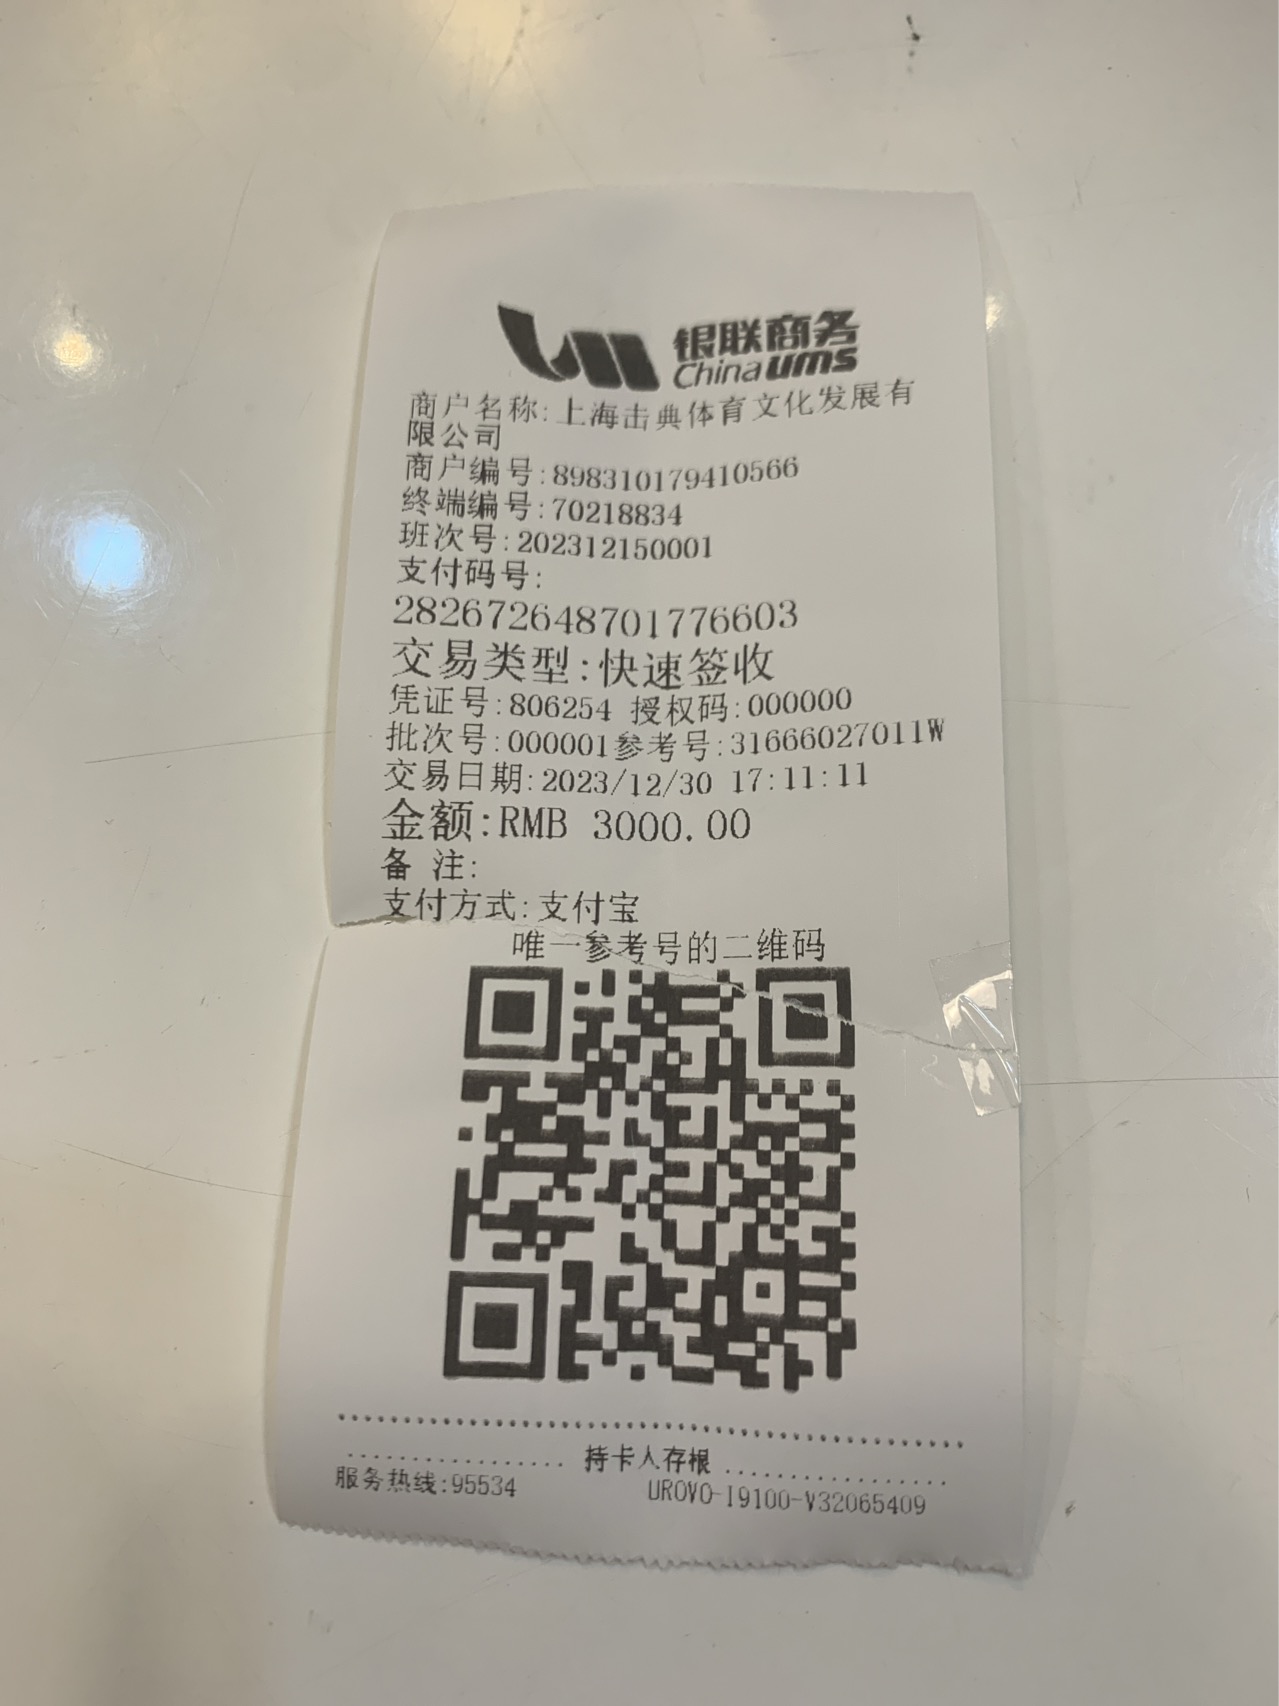 银联商务
China ums
商户名称:上海击典体育文化发展有
限公司
商户编号:898310179410566
终端编号:70218834
班次号:202312150001
支付码号:
282672648701776603
交易类型:快速签收
凭证号:806254 授权码:000000
批次号:000001参考号:31666027011W
交易日期:2023/12/30 17:11:11
金额:RMB 3000.00
备 注:
支付方式:支付宝
唯一参考号的二维码
持卡人存根
服务热线:95534 UROVO-I9100-V32065409